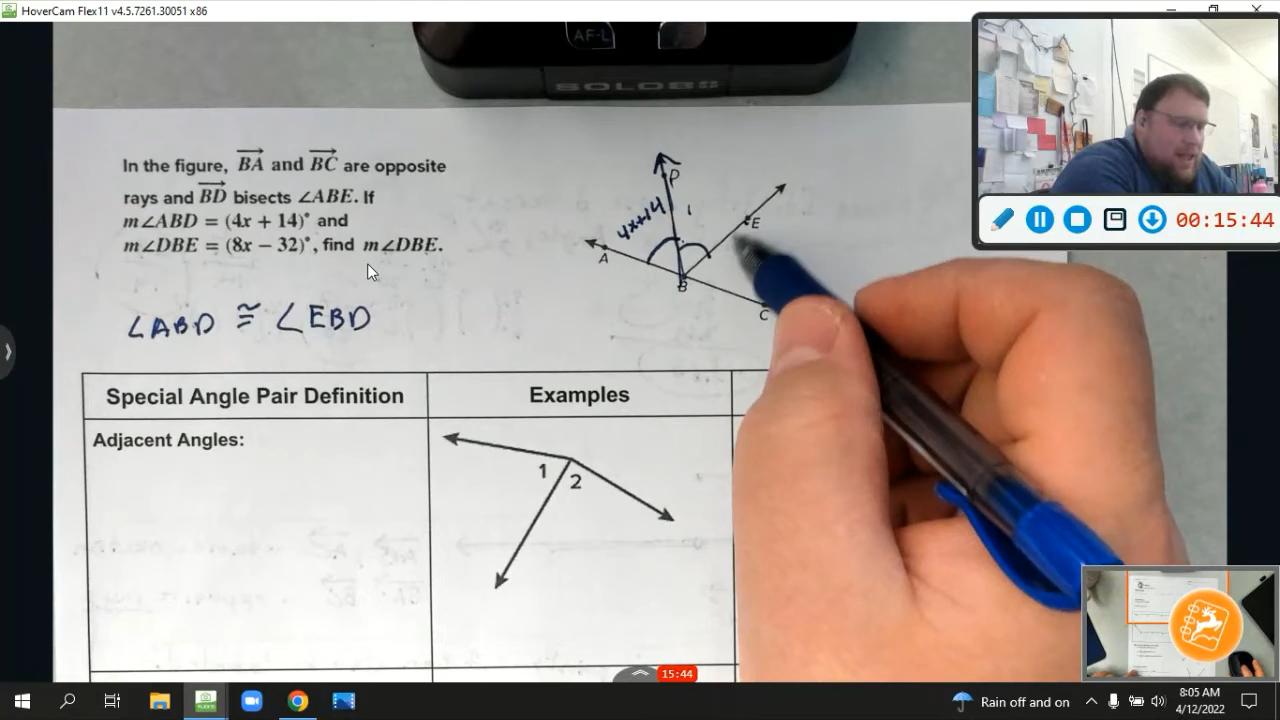 HoverCam Flex11 v4.5.7261.30051 x86
AF-L
SOLO8
In the figure, BA and BC are opposite
rays and BD bisects ∠ABE. If
m∠ABD = (4x + 14)° and
m∠DBE = (8x − 32)°, find m∠DBE.
∠ABD ≅ ∠EBD
4x+14
D
E
A
B
C
00:15:44
Special Angle Pair Definition
Examples
Adjacent Angles:
1
2
15:44
Rain off and on
8:05 AM
4/12/2022